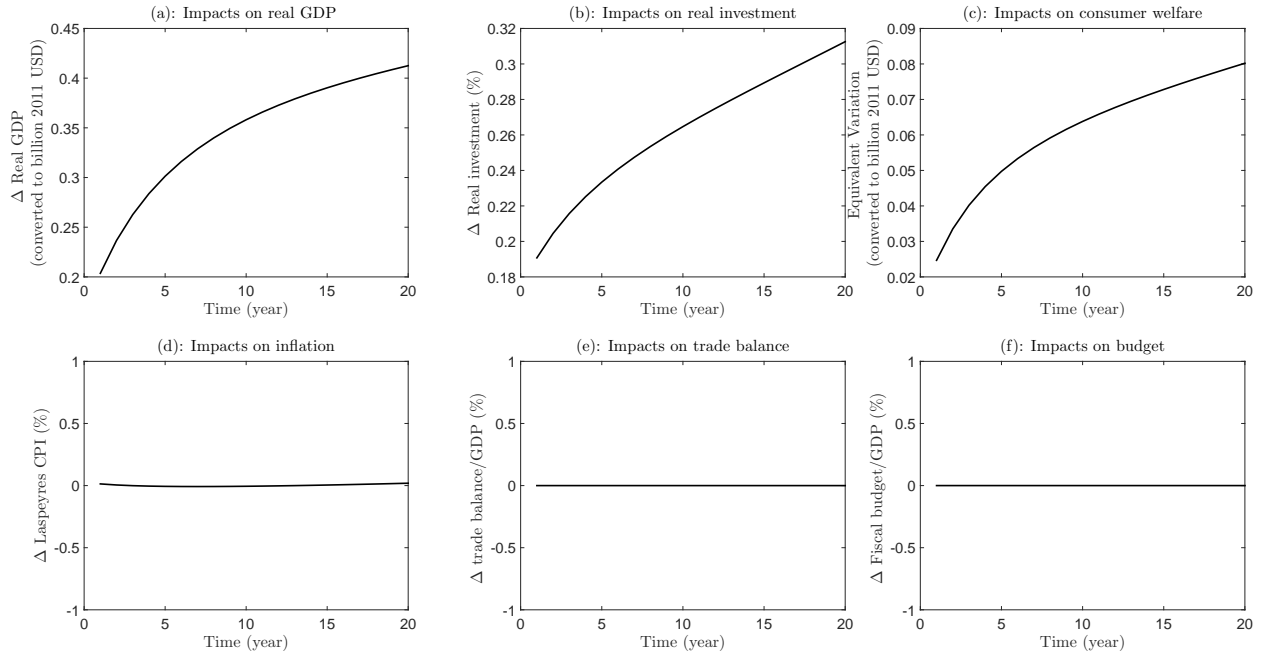 (a): Impacts on real GDP
Δ Real GDP
(converted to billion 2011 USD)
0.45
0.4
0.35
0.3
0.25
0.2
0 5 10 15 20
Time (year)
(b): Impacts on real investment
Δ Real investment (%)
0.32
0.3
0.28
0.26
0.24
0.22
0.2
0.18
0 5 10 15 20
Time (year)
(c): Impacts on consumer welfare
Equivalent Variation
(converted to billion 2011 USD)
0.09
0.08
0.07
0.06
0.05
0.04
0.03
0.02
0 5 10 15 20
Time (year)
(d): Impacts on inflation
Δ Laspeyres CPI (%)
1
0.5
0
-0.5
-1
0 5 10 15 20
Time (year)
(e): Impacts on trade balance
Δ trade balance/GDP (%)
1
0.5
0
-0.5
-1
0 5 10 15 20
Time (year)
(f): Impacts on budget
Δ Fiscal budget/GDP (%)
1
0.5
0
-0.5
-1
0 5 10 15 20
Time (year)